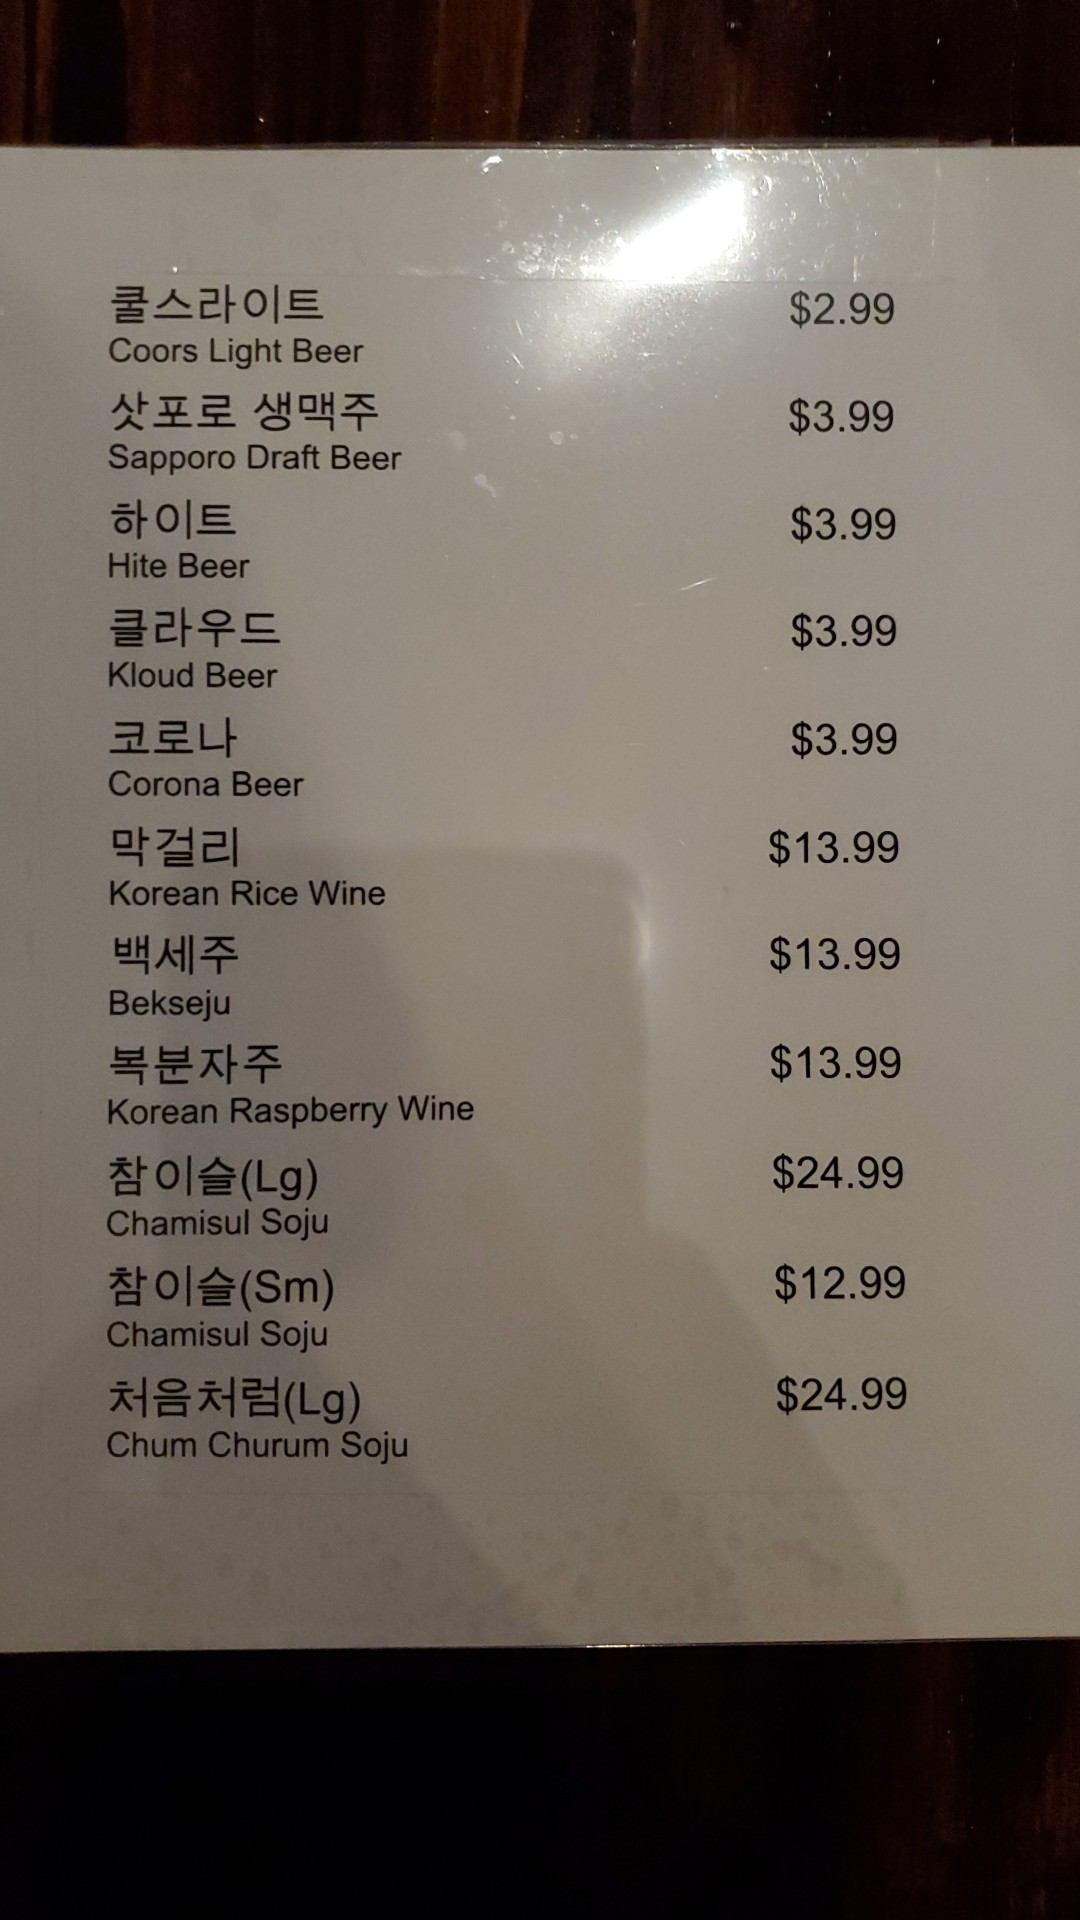 쿨스라이트 $2.99
Coors Light Beer
삿포로 생맥주 $3.99
Sapporo Draft Beer
하이트 $3.99
Hite Beer
클라우드 $3.99
Kloud Beer
코로나 $3.99
Corona Beer
막걸리 $13.99
Korean Rice Wine
백세주 $13.99
Bekseju
복분자주 $13.99
Korean Raspberry Wine
참이슬(Lg) $24.99
Chamisul Soju
참이슬(Sm) $12.99
Chamisul Soju
처음처럼(Lg) $24.99
Chum Churum Soju